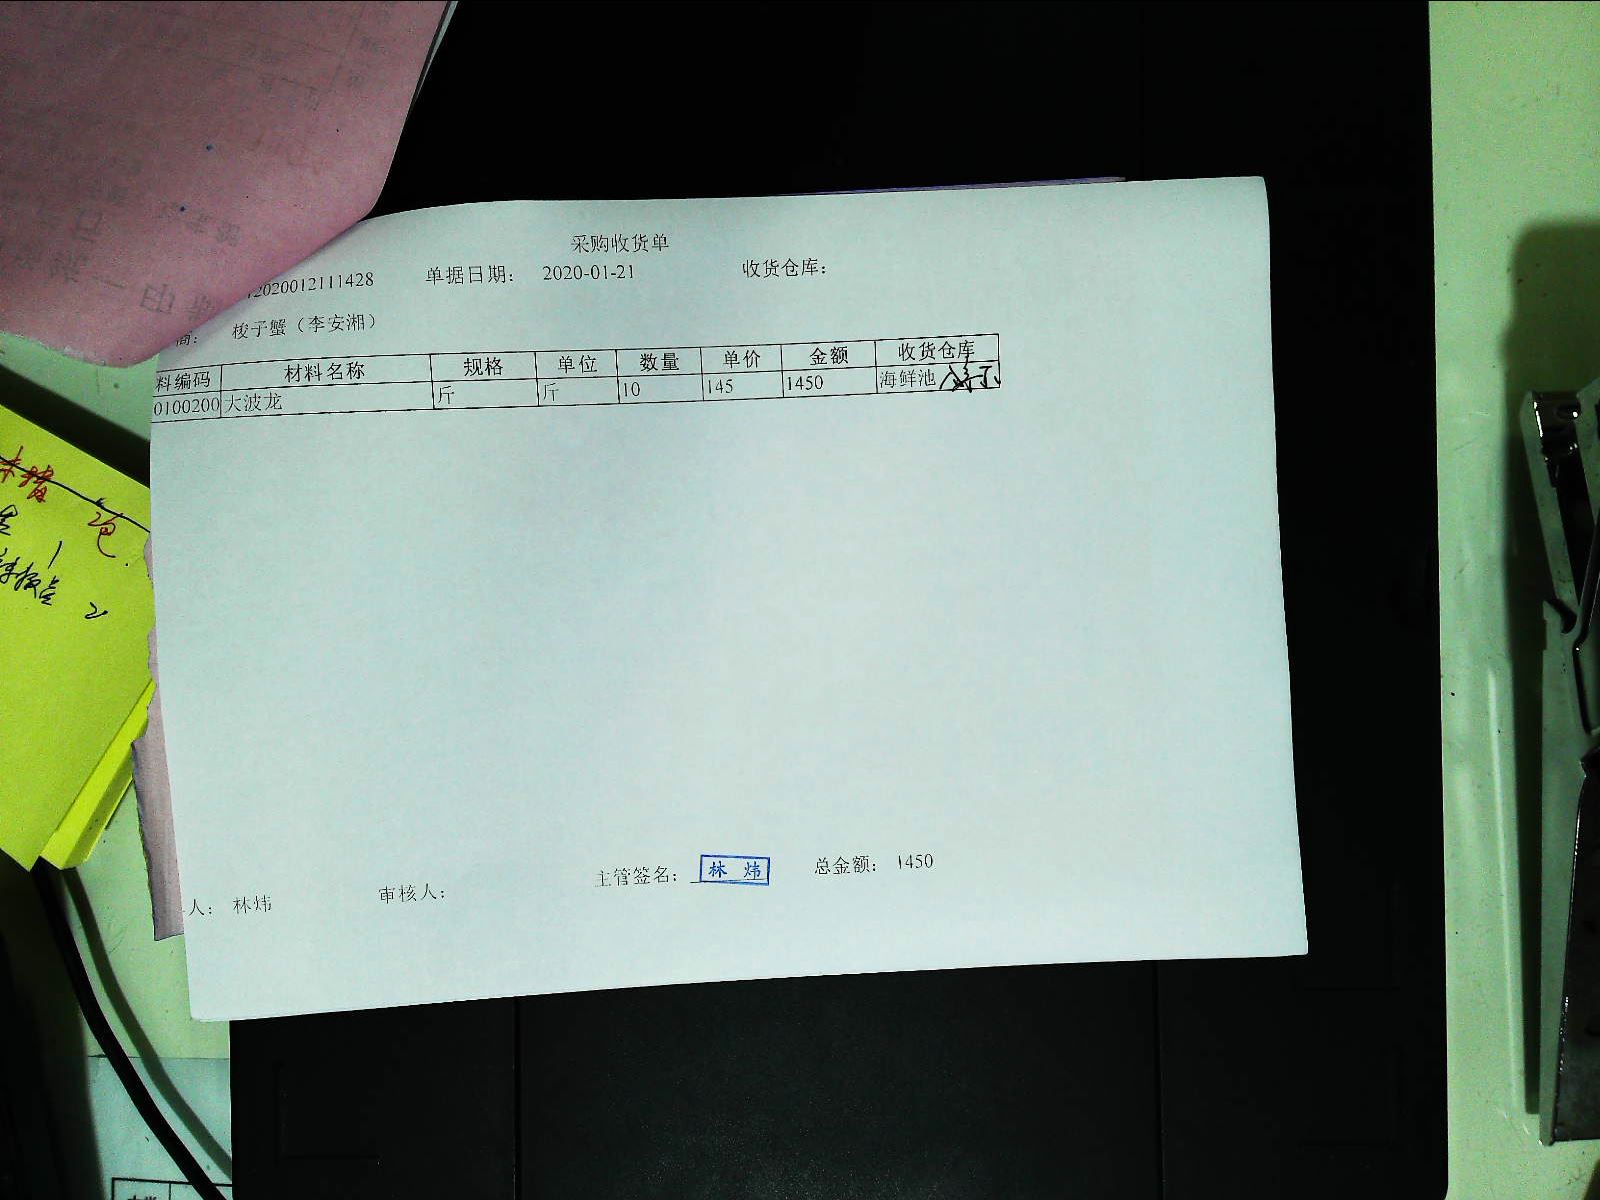 采购收货单
2020012111428 单据日期： 2020-01-21 收货仓库：
商： 梭子蟹（李安湘）
料编码 材料名称 规格 单位 数量 单价 金额 收货仓库
0100200 大波龙 斤 斤 10 145 1450 海鲜池
主管签名： 林炜 总金额： 1450
人： 林炜 审核人：